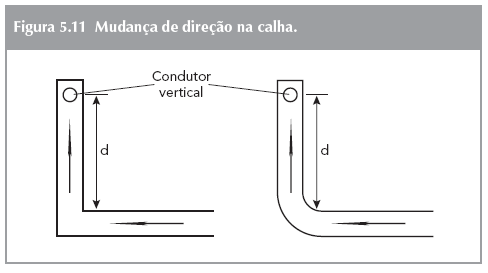 Figura 5.11 Mudança de direção na calha.
Condutor
vertical
d
d